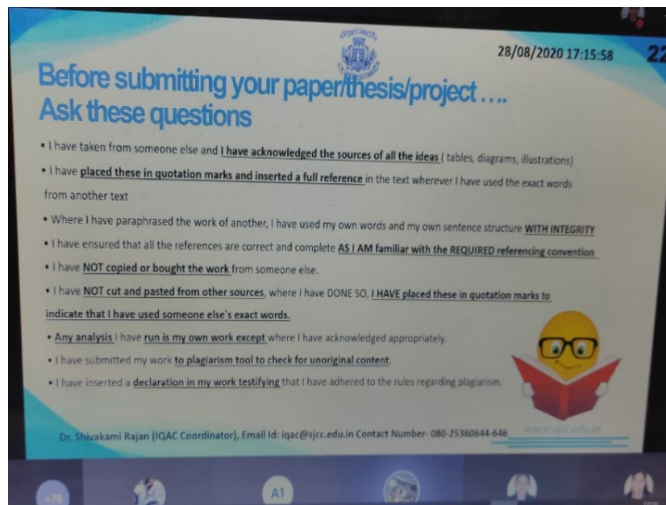 28/08/2020 17:15:58
22
Before submitting your paper/thesis/project ....
Ask these questions
• I have taken from someone else and I have acknowledged the sources of all the ideas ( tables, diagrams, illustrations)
• I have placed these in quotation marks and inserted a full reference in the text wherever I have used the exact words
from another text
• Where I have paraphrased the work of another, I have used my own words and my own sentence structure WITH INTEGRITY
• I have ensured that all the references are correct and complete AS I AM familiar with the REQUIRED referencing convention
• I have NOT copied or bought the work from someone else.
• I have NOT cut and pasted from other sources, where I have DONE SO, I HAVE placed these in quotation marks to
indicate that I have used someone else's exact words.
• Any analysis I have run is my own work except where I have acknowledged appropriately.
• I have submitted my work to plagiarism tool to check for unoriginal content.
• I have inserted a declaration in my work testifying that I have adhered to the rules regarding plagiarism.
www.sjcc.edu.in
Dr. Shivakami Rajan (IQAC Coordinator), Email Id: iqac@sjcc.edu.in Contact Number- 080-25360644-646
+76
A1